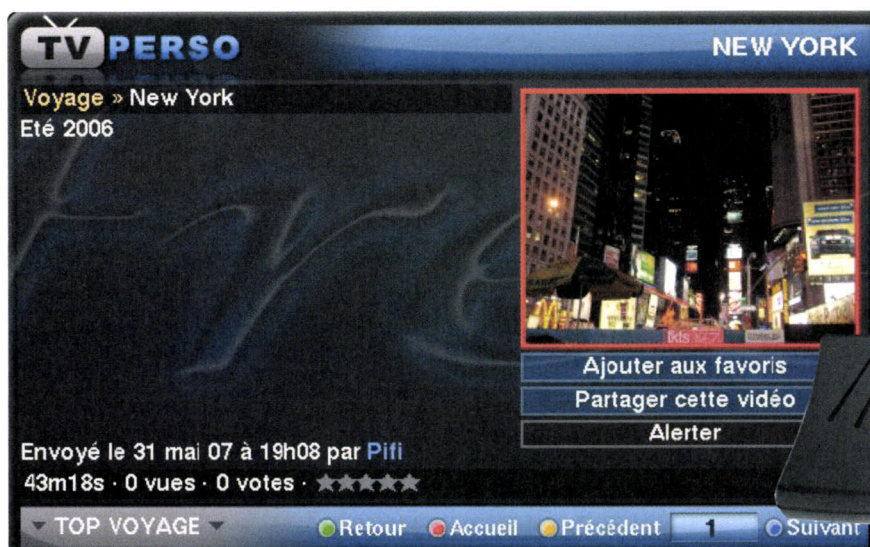 TV PERSO
NEW YORK
Voyage » New York
Eté 2006
tkts
Ajouter aux favoris
Partager cette vidéo
Alerter
Envoyé le 31 mai 07 à 19h08 par Pifi
43m18s · 0 vues · 0 votes · ★★★★★
TOP VOYAGE
Retour
Accueil
Précédent
1
Suivant